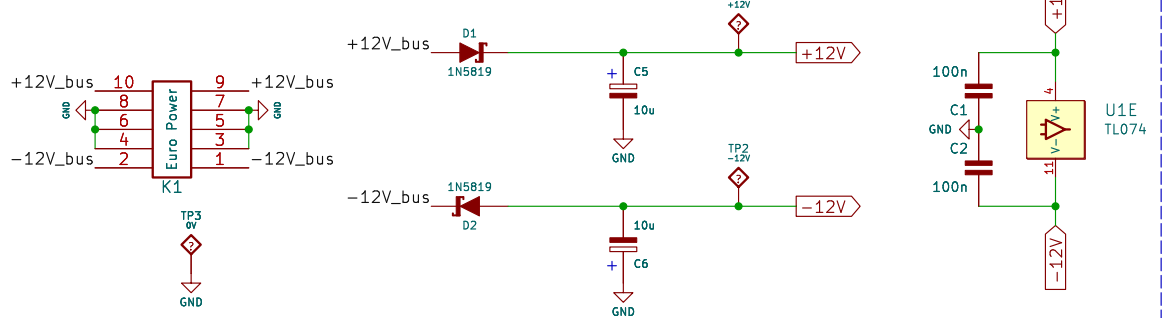 +12V
+12V_bus
D1
1N5819
+12V
C5
+
10u
GND
+12V_bus 10 9 +12V_bus
GND 8 7 GND
6 5
4 3
-12V_bus 2 1 -12V_bus
Euro Power
K1
TP3
0V
?
GND
?
-12V_bus
1N5819
D2
TP2
-12V
?
-12V
10u
+
C6
GND
+1
100n
C1
GND
C2
100n
4
V+
V-
11
U1E
TL074
-12V